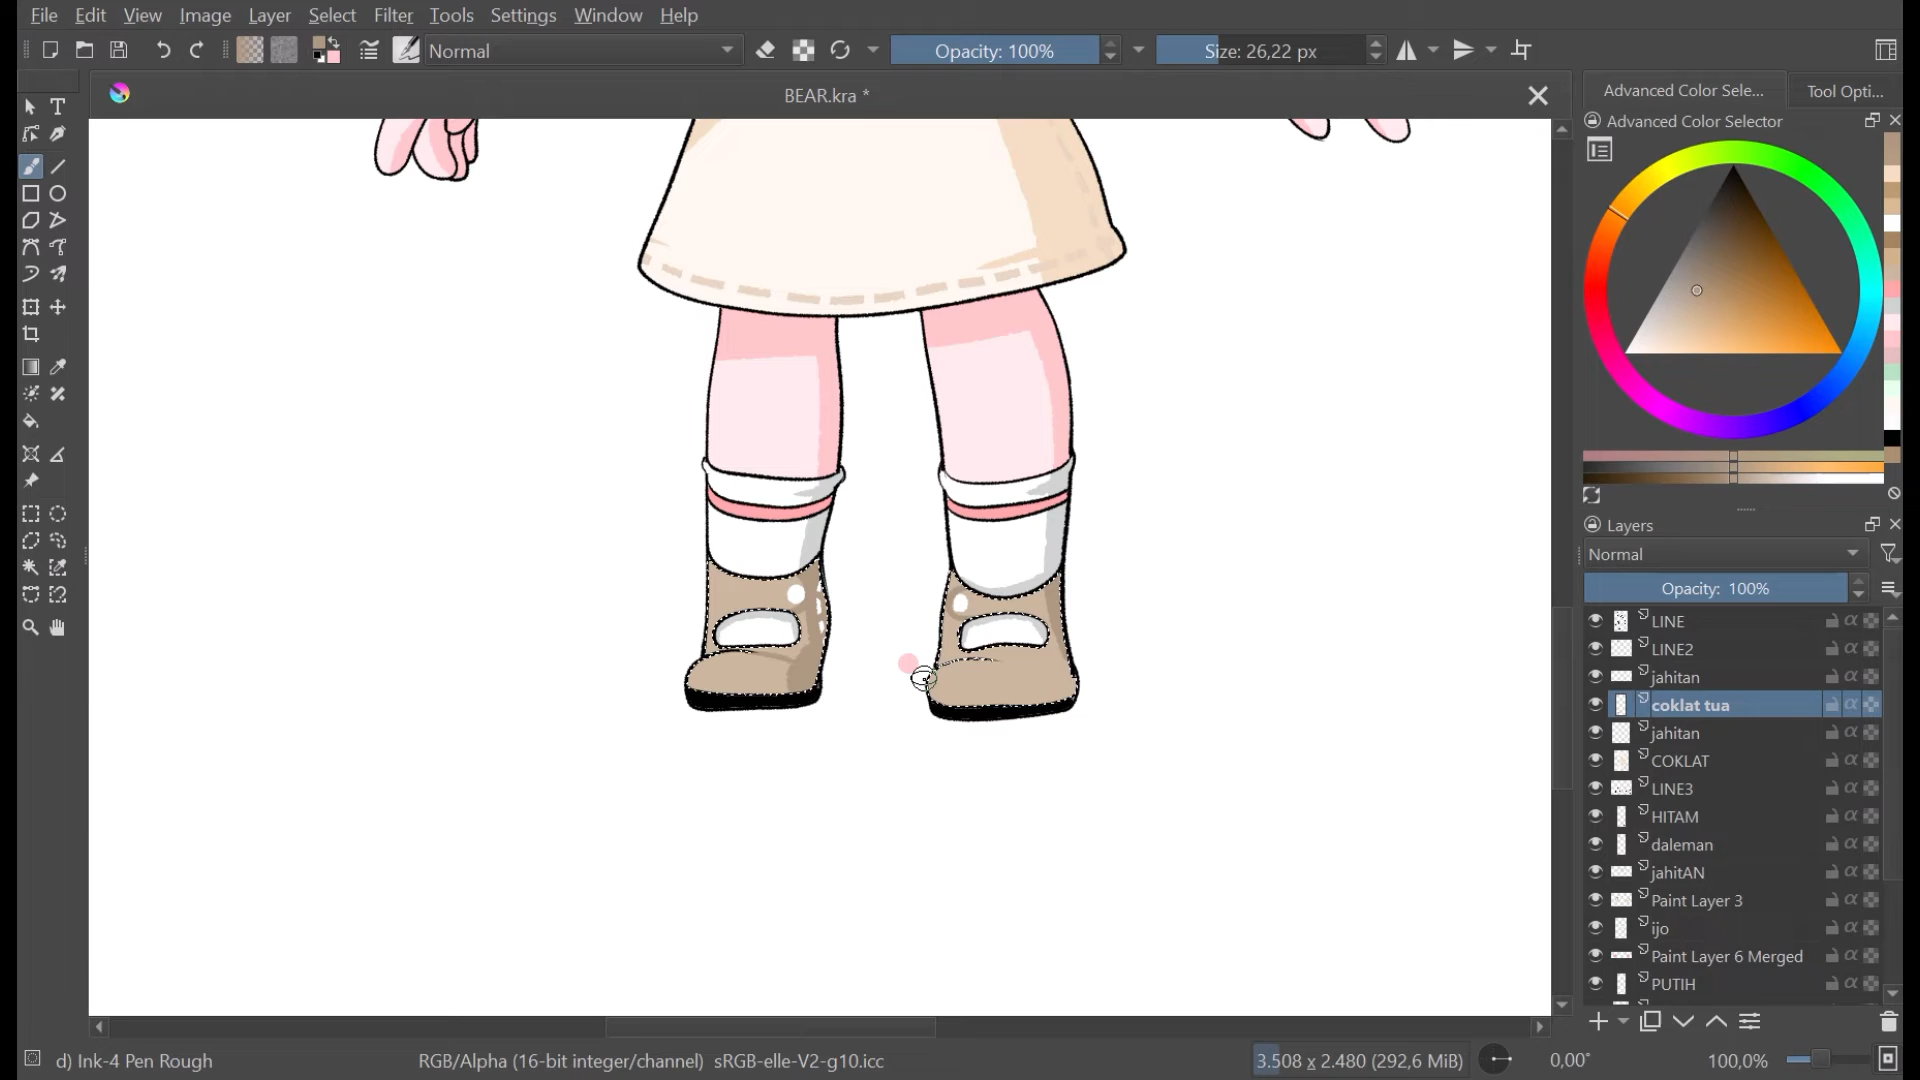 File Edit View Image Layer Select Filter Tools Settings Window Help
Normal
Opacity: 100%
Size: 26,22 px
BEAR.kra *
Advanced Color Sele...
Tool Opti...
Advanced Color Selector
Layers
Normal
Opacity: 100%
LINE
LINE2
jahitan
coklat tua
jahitan
COKLAT
LINE3
HITAM
daleman
jahitAN
Paint Layer 3
ijo
Paint Layer 6 Merged
PUTIH
d) Ink-4 Pen Rough
RGB/Alpha (16-bit integer/channel) sRGB-elle-V2-g10.icc
3.508 x 2.480 (292,6 MiB)
0,00°
100,0%